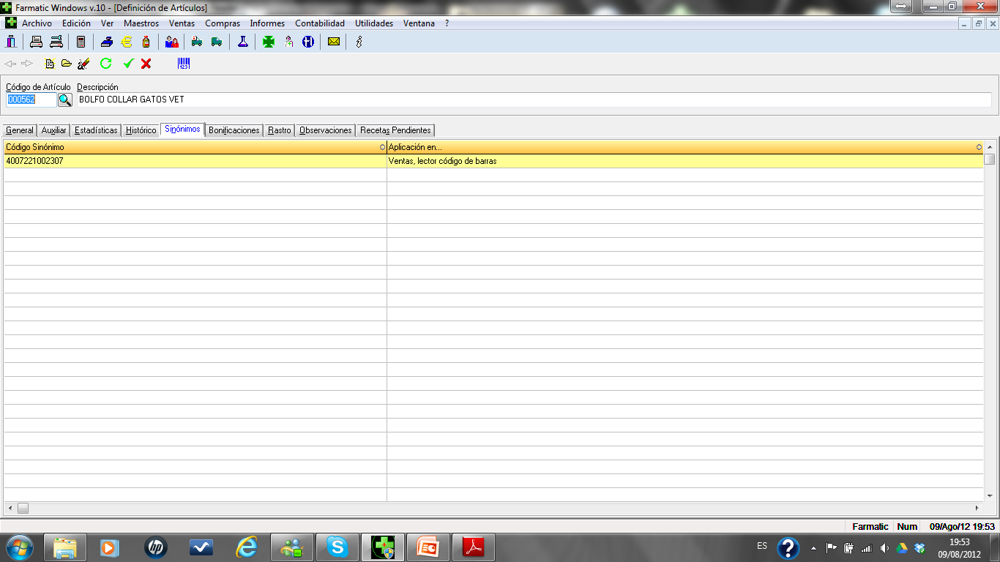 Farmatic Windows v.10 - [Definición de Artículos]
Archivo Edición Ver Maestros Ventas Compras Informes Contabilidad Utilidades Ventana ?
123
Código de Artículo Descripción
000562 BOLFO COLLAR GATOS VET
General Auxiliar Estadísticas Histórico Sinónimos Bonificaciones Rastro Observaciones Recetas Pendientes
Código Sinónimo Aplicación en...
4007221002307 Ventas, lector código de barras
Farmatic Num 09/Ago/12 19:53
ES 19:53
09/08/2012